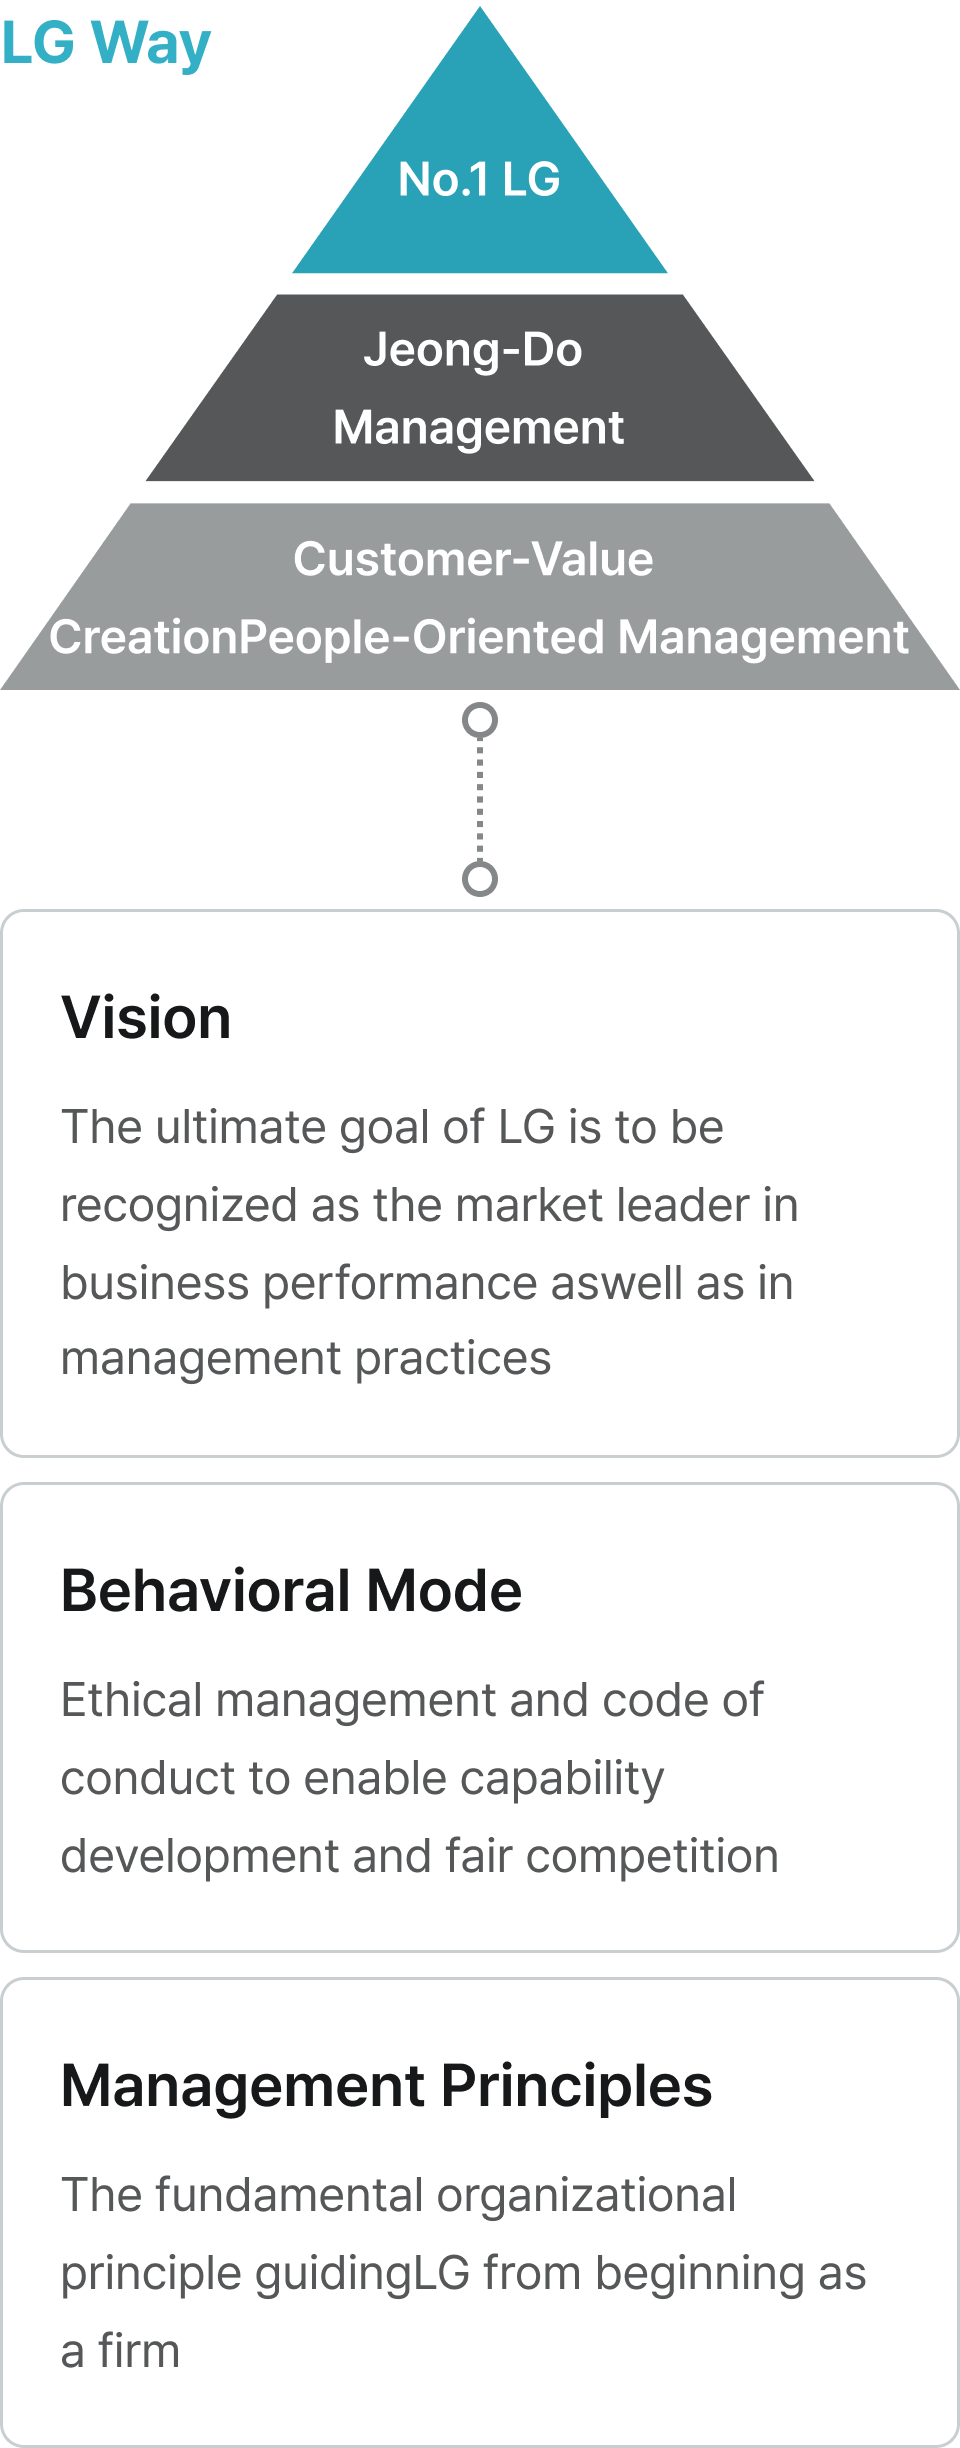 LG Way
No.1 LG
Jeong-Do
Management
Customer-Value
CreationPeople-Oriented Management
Vision
The ultimate goal of LG is to be
recognized as the market leader in
business performance aswell as in
management practices
Behavioral Mode
Ethical management and code of
conduct to enable capability
development and fair competition
Management Principles
The fundamental organizational
principle guidingLG from beginning as
a firm